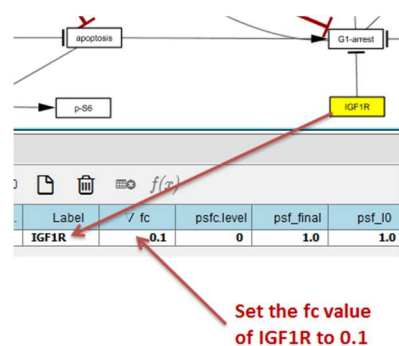 apoptosis
G1-arrest
p-S6
IGF1R
f(x)
Label fc psfc.level psf_final psf_l0
IGF1R 0.1 0 1.0 1.0
Set the fc value
of IGF1R to 0.1